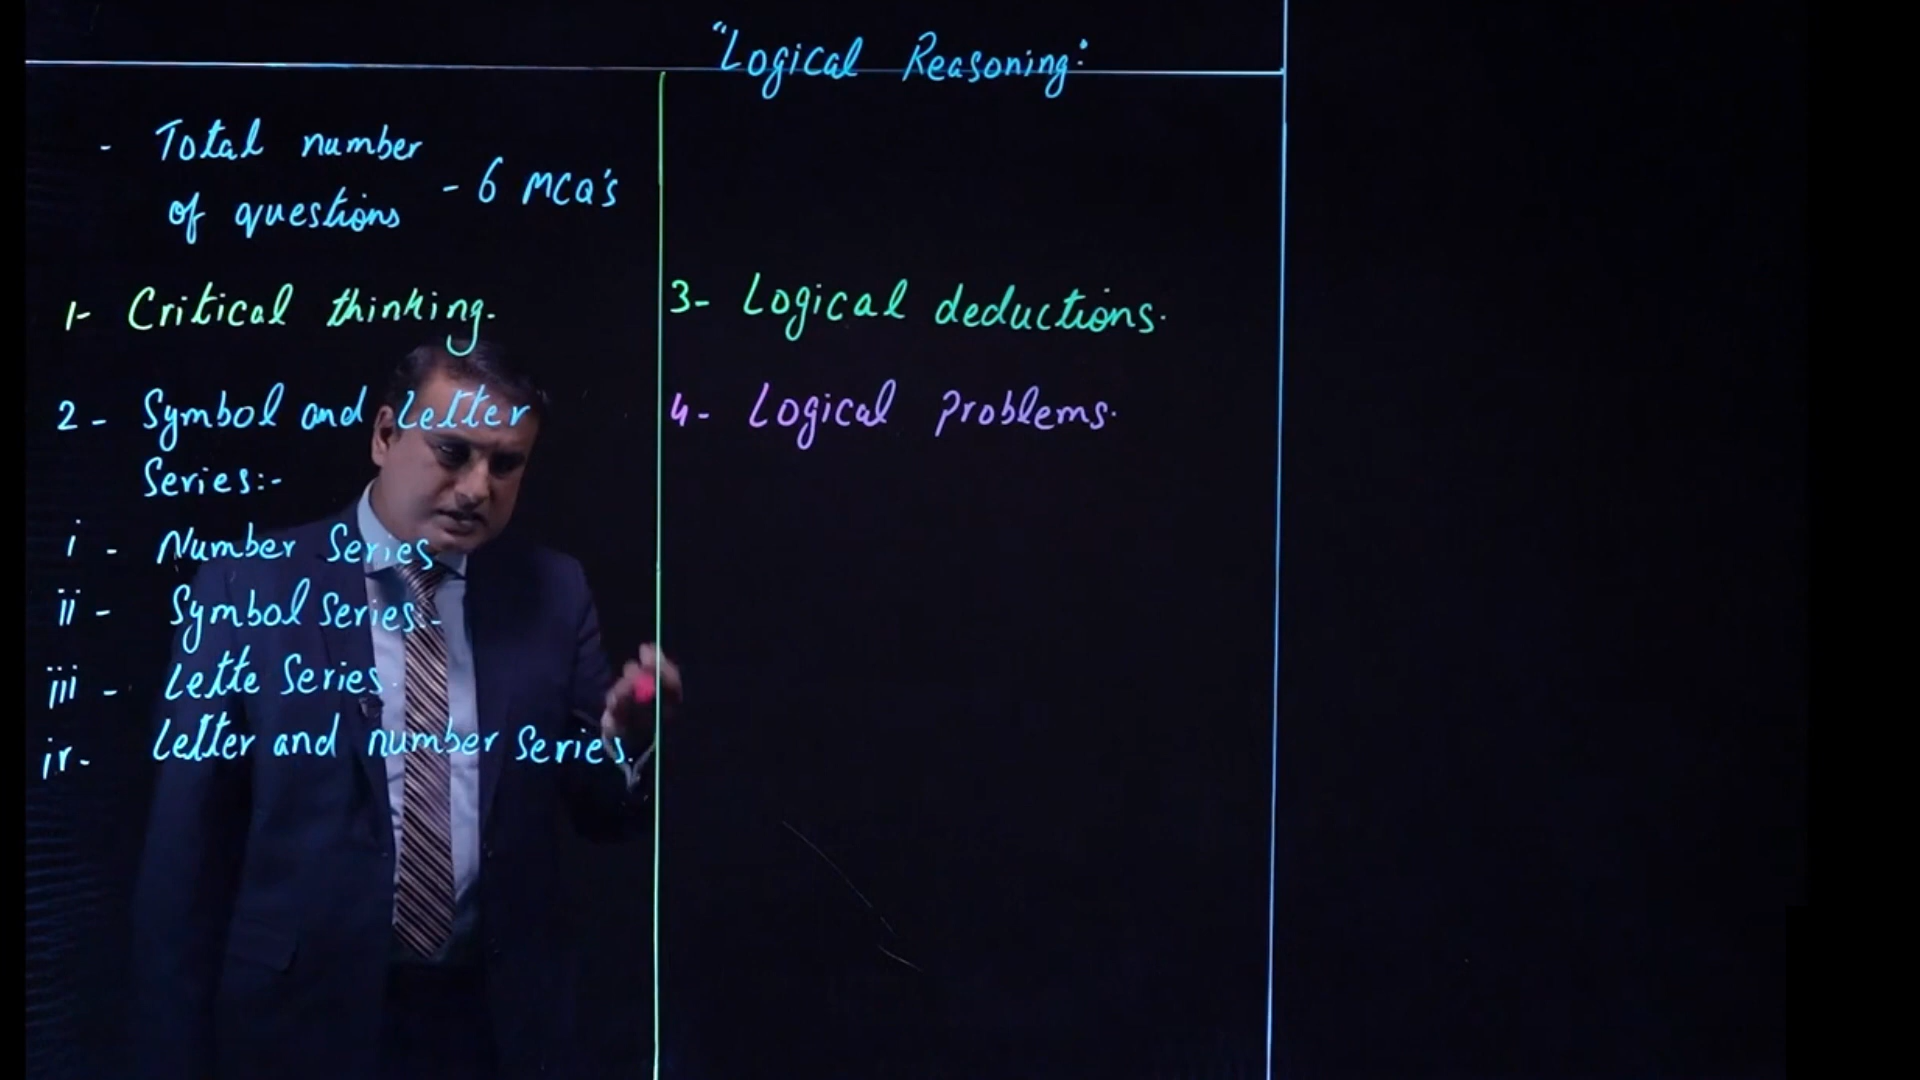 "Logical Reasoning:
- Total number
of questions - 6 MCQ's
1- Critical thinking.
2- Symbol and Letter
Series:-
i - Number Series
ii - Symbol Series:-
iii - Lette Series.
iv. Letter and number Series.
3- Logical deductions.
4- Logical problems.